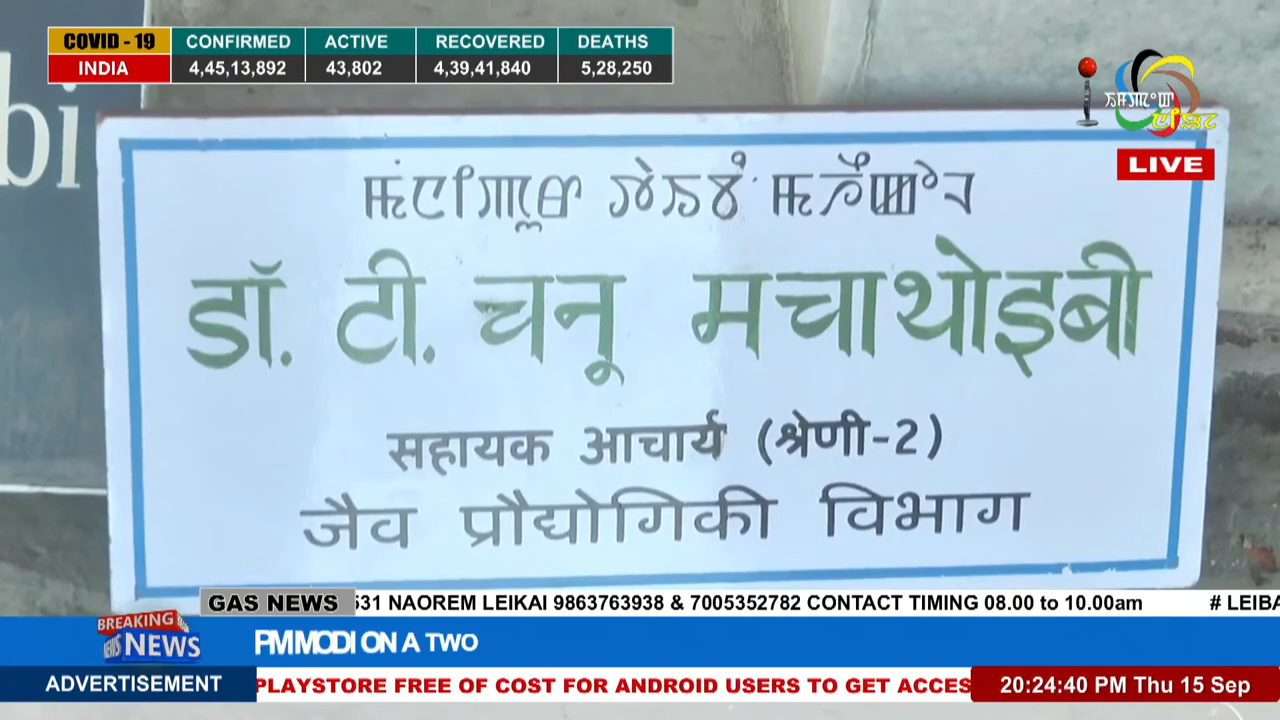 COVID - 19 CONFIRMED ACTIVE RECOVERED DEATHS
INDIA 4,45,13,892 43,802 4,39,41,840 5,28,250
LIVE
bi
डॉ. टी. चनू मचाथोइबी
सहायक आचार्य (श्रेणी-2)
जैव प्रौद्योगिकी विभाग
GAS NEWS 531 NAOREM LEIKAI 9863763938 & 7005352782 CONTACT TIMING 08.00 to 10.00am # LEIBA
BREAKING NEWS PM MODI ON A TWO
ADVERTISEMENT PLAYSTORE FREE OF COST FOR ANDROID USERS TO GET ACCES 20:24:40 PM Thu 15 Sep